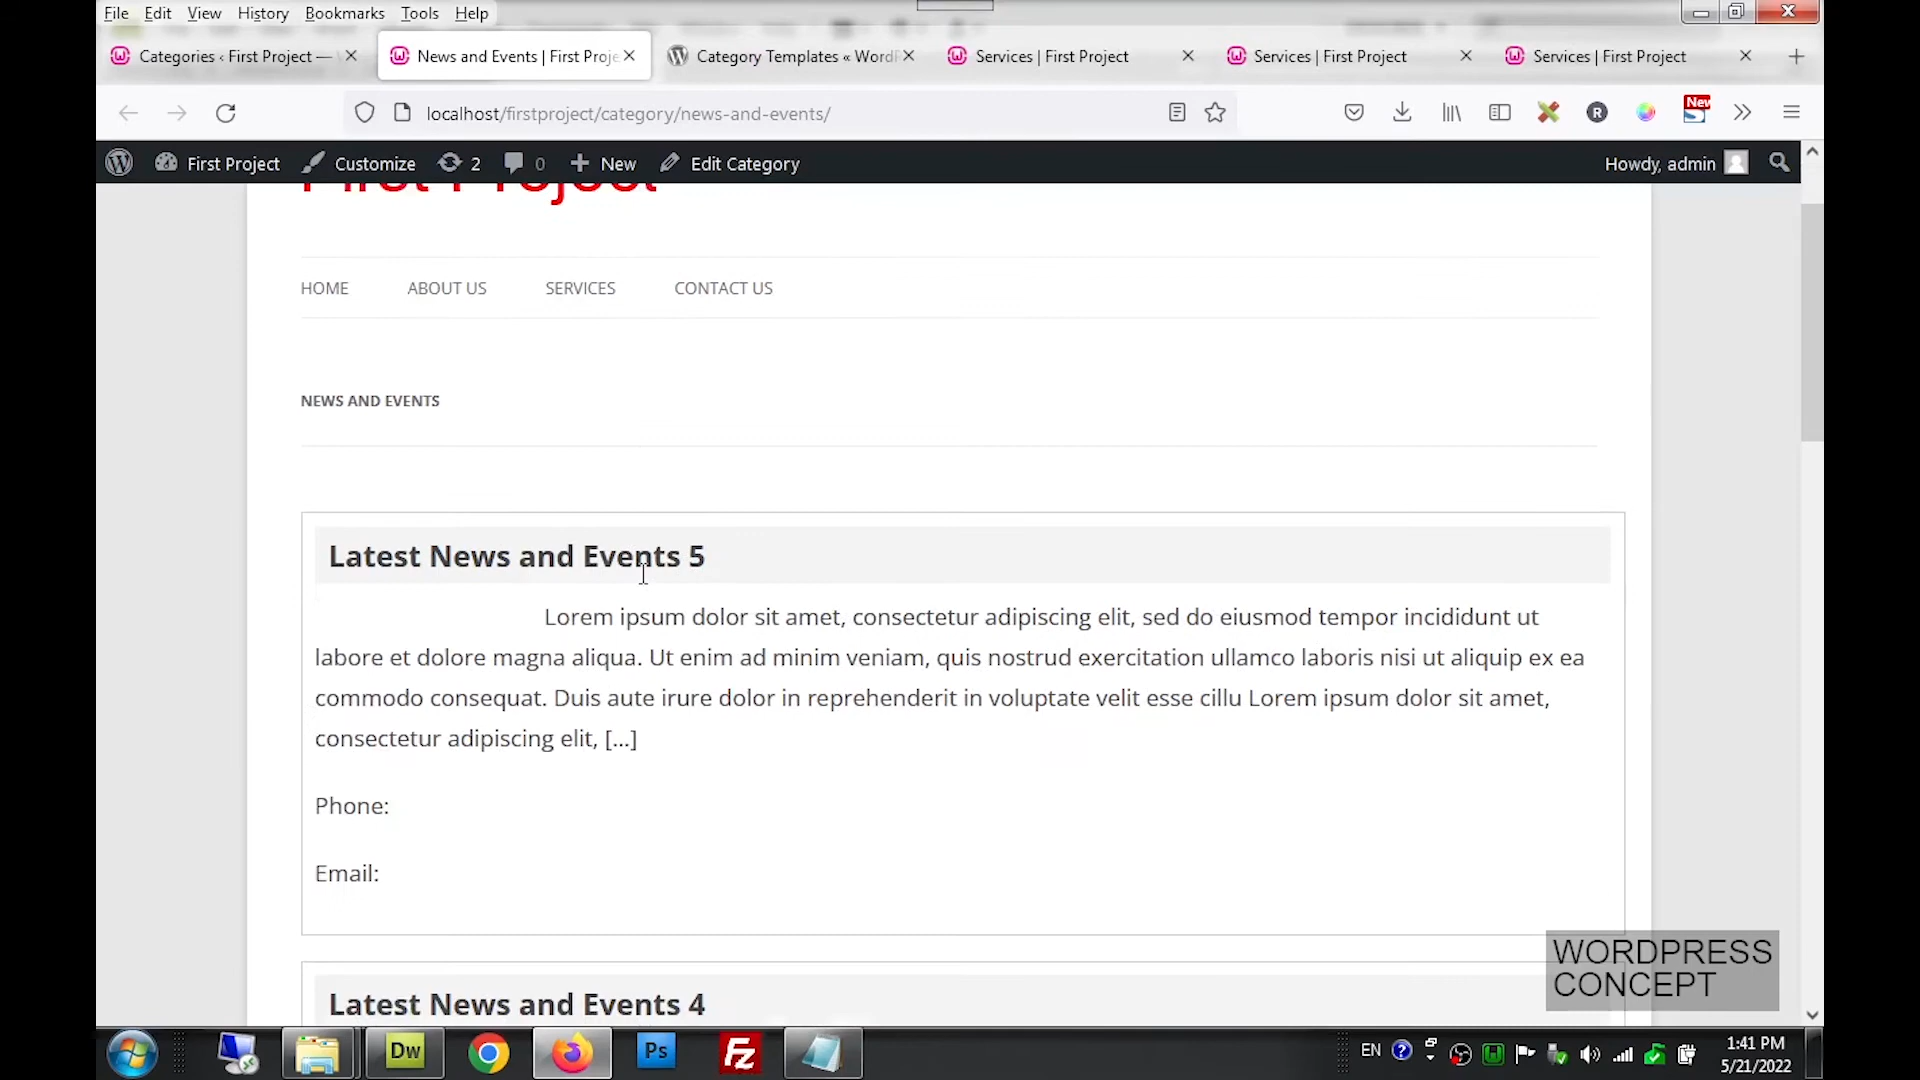 File Edit View History Bookmarks Tools Help
Categories ‹ First Project —
News and Events | First Proje
Category Templates « WordP
Services | First Project
Services | First Project
Services | First Project
localhost/firstproject/category/news-and-events/
New
First Project Customize 2 0 New Edit Category
Howdy, admin
First Project
HOME ABOUT US SERVICES CONTACT US
NEWS AND EVENTS
Latest News and Events 5
Lorem ipsum dolor sit amet, consectetur adipiscing elit, sed do eiusmod tempor incididunt ut
labore et dolore magna aliqua. Ut enim ad minim veniam, quis nostrud exercitation ullamco laboris nisi ut aliquip ex ea
commodo consequat. Duis aute irure dolor in reprehenderit in voluptate velit esse cillu Lorem ipsum dolor sit amet,
consectetur adipiscing elit, […]
Phone:
Email:
WORDPRESS
CONCEPT
Latest News and Events 4
Dw
Ps
Fz
EN
1:41 PM
5/21/2022